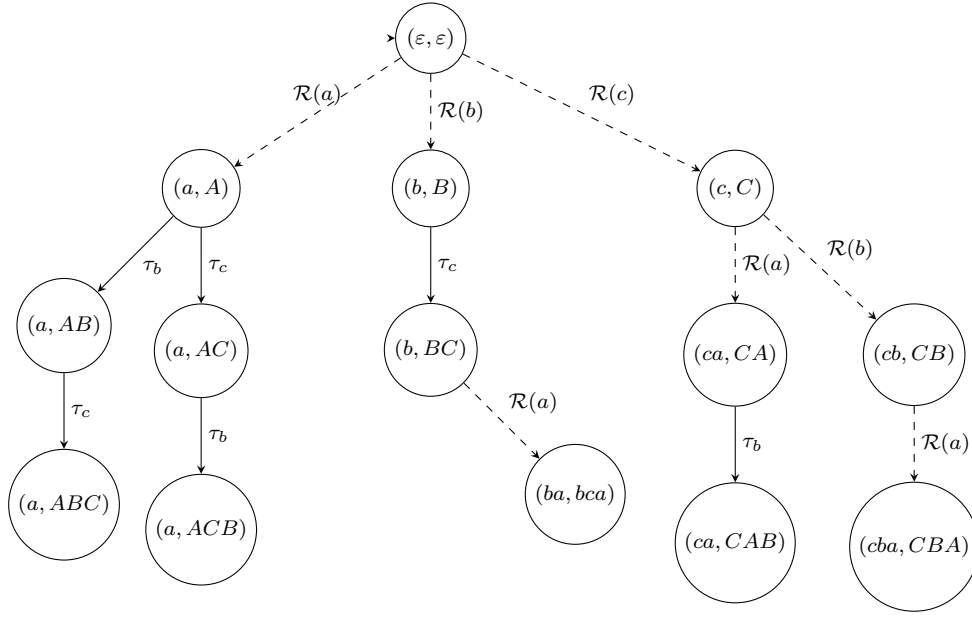 (ε, ε)
R(a)
R(b)
R(c)
(a, A)
(b, B)
(c, C)
τ_b
τ_c
τ_c
R(a)
R(b)
(a, AB)
(a, AC)
(b, BC)
(ca, CA)
(cb, CB)
τ_c
τ_b
R(a)
τ_b
R(a)
(a, ABC)
(a, ACB)
(ba, bca)
(ca, CAB)
(cba, CBA)